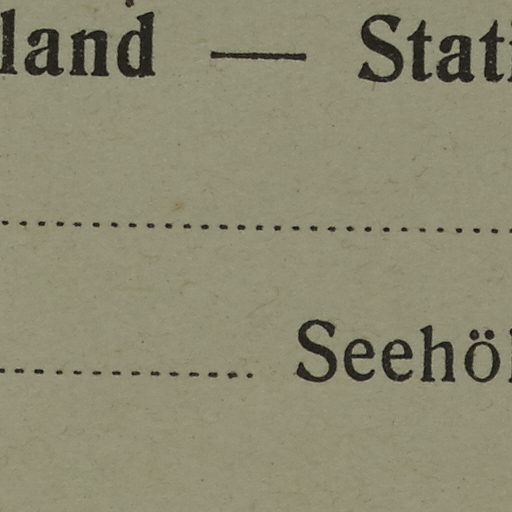 land — Stati
Seehö